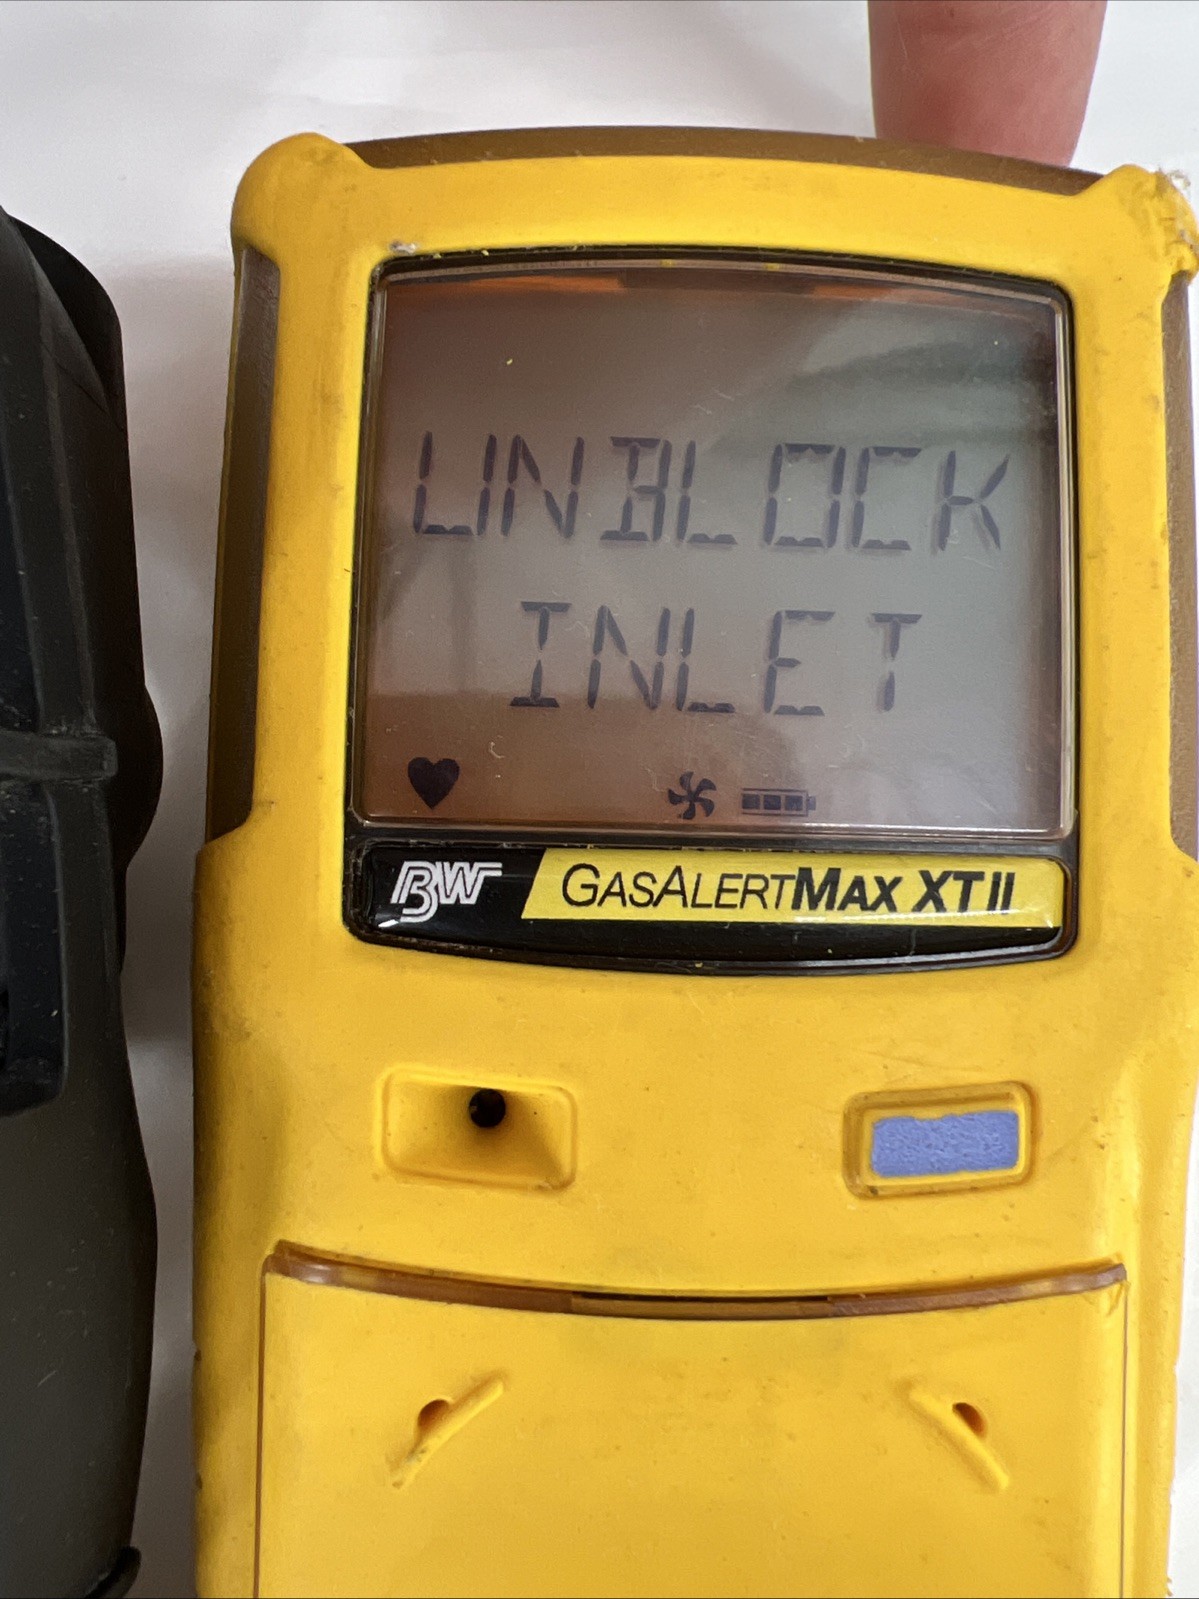 UNBLOCK
INLET
BW GASALERTMAX XT II